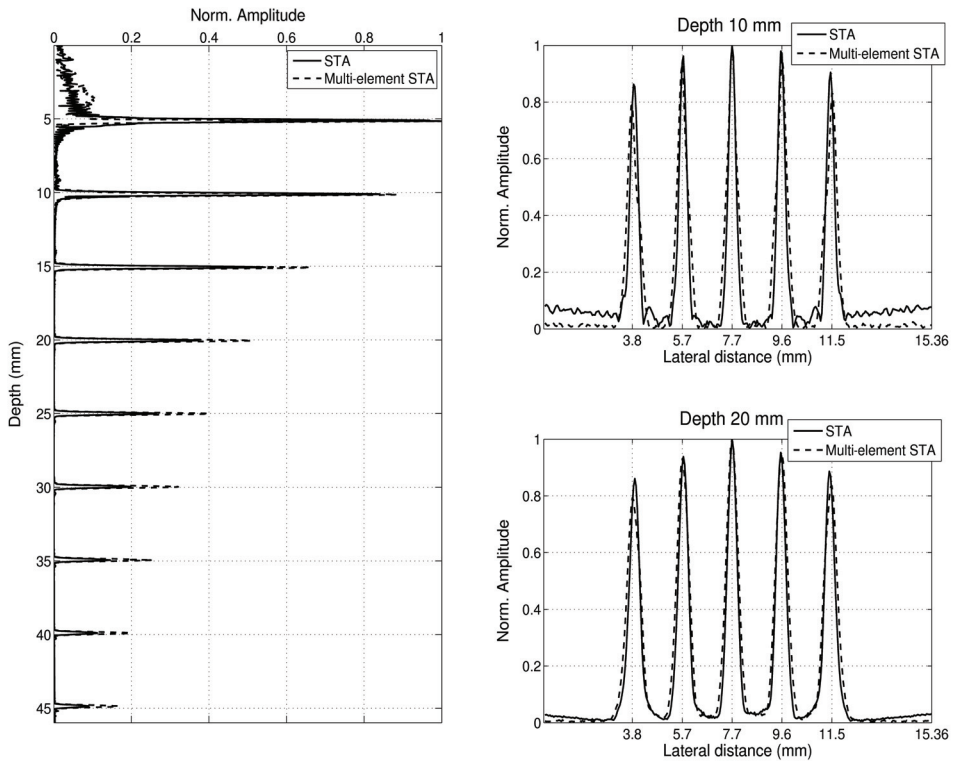 Norm. Amplitude
0 0.2 0.4 0.6 0.8 1
STA
Multi-element STA
5
10
15
20
25
30
35
40
45
Depth (mm)
Depth 10 mm
STA
Multi-element STA
1
0.8
0.6
0.4
0.2
0
Norm. Amplitude
3.8 5.7 7.7 9.6 11.5 15.36
Lateral distance (mm)
Depth 20 mm
STA
Multi-element STA
1
0.8
0.6
0.4
0.2
0
Norm. Amplitude
3.8 5.7 7.7 9.6 11.5 15.36
Lateral distance (mm)